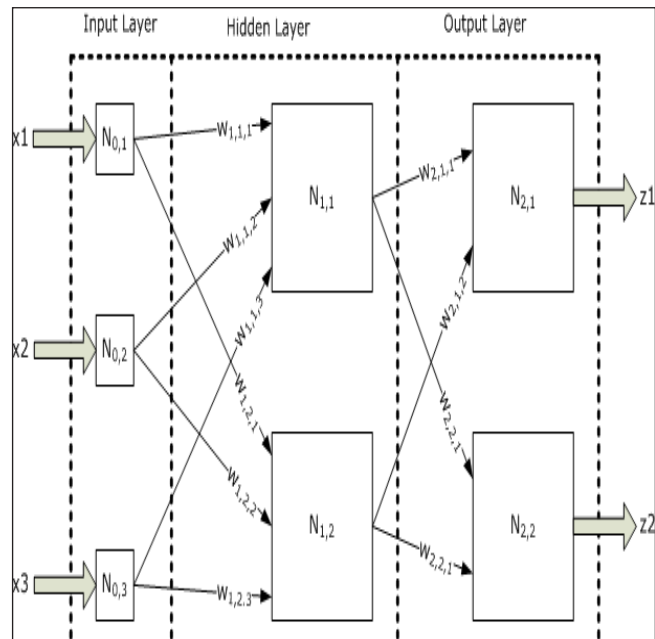 Input Layer
Hidden Layer
Output Layer
x1
N0,1
w1,1,1
N1,1
w2,1,1
N2,1
z1
w1,1,2
w1,1,3
w2,1,2
x2
N0,2
w1,2,1
w2,2,1
w1,2,2
N1,2
N2,2
z2
x3
N0,3
w1,2.3
w2,2,1